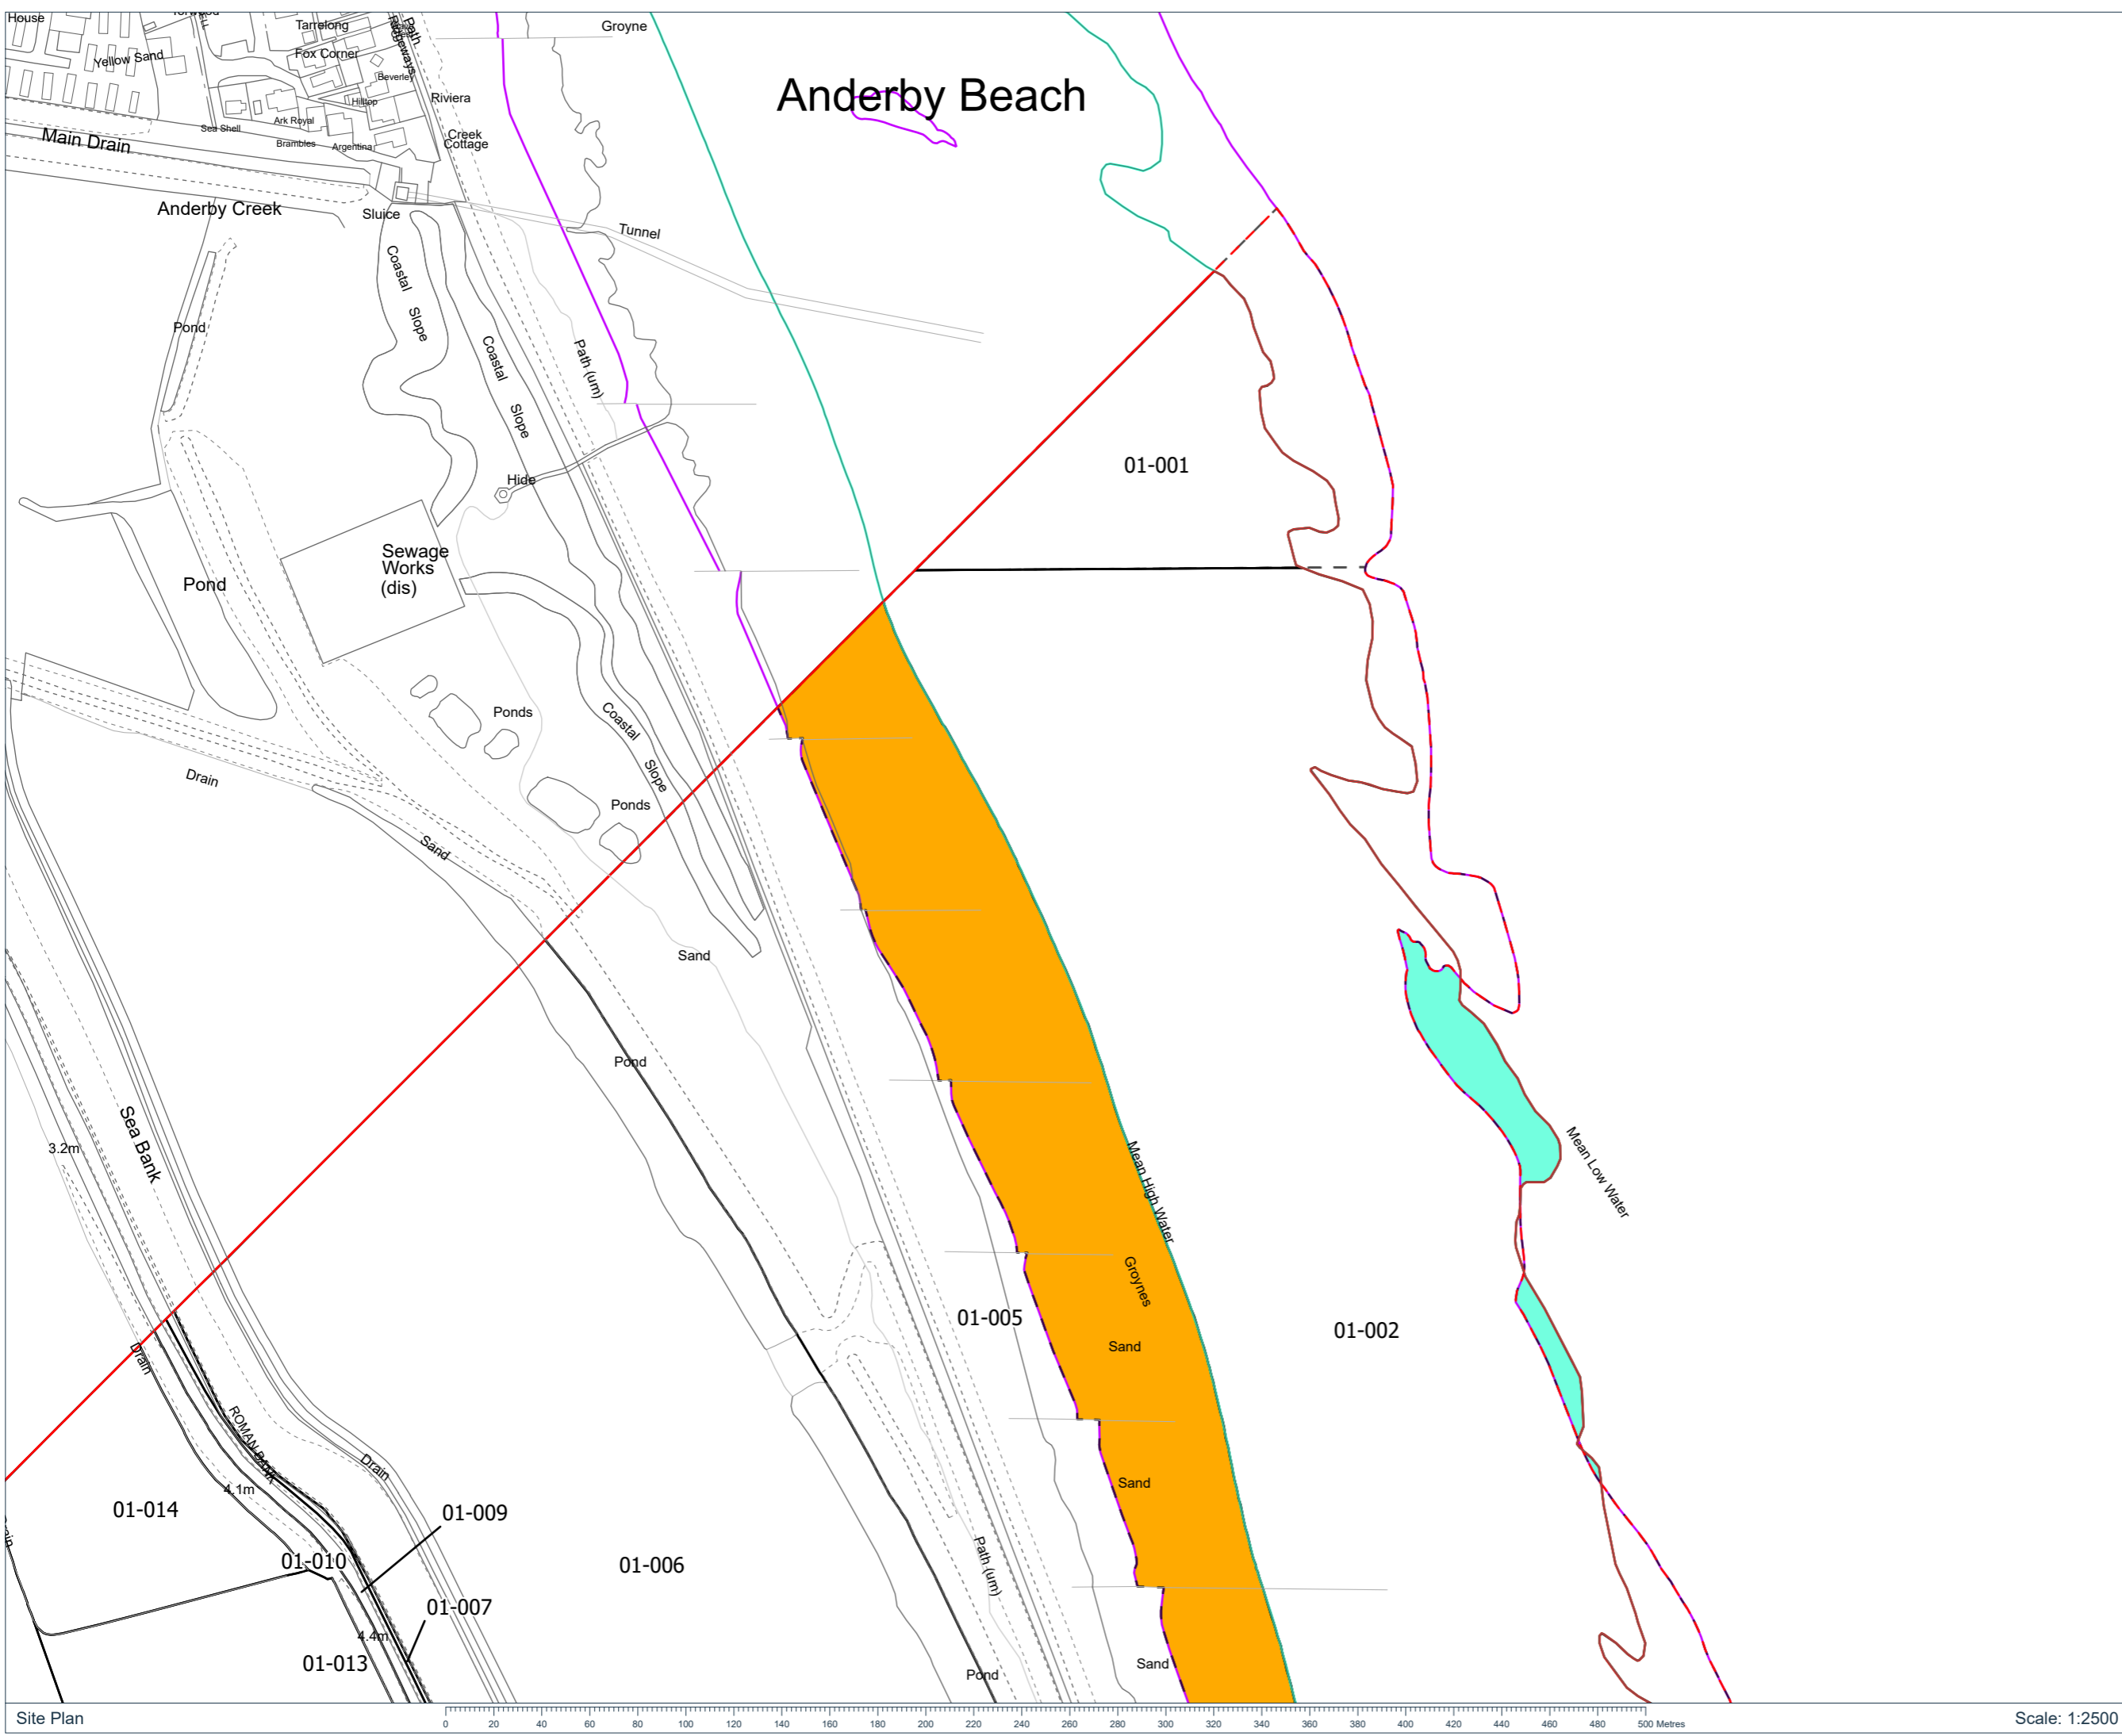 House
Tarrelong
Path
Ridgeways
Groyne
Yellow Sand
Fox Corner
Beverley
Anderby Beach
Hilltop
Riviera
Sea Shell
Ark Royal
Main Drain
Brambles
Argentina
Creek
Cottage
Anderby Creek
Sluice
Tunnel
Coastal
Slope
Pond
Coastal
Slope
Path (um)
01-001
Hide
Sewage
Works
(dis)
Pond
Ponds
Coastal
Slope
Drain
Ponds
Sand
Sand
Pond
Sea Bank
3.2m
Mean High Water
Mean Low Water
Groynes
01-005
01-002
Sand
Drain
ROMAN BANK
Drain
Sand
4.1m
01-014
01-009
01-010
01-006
Path (um)
01-007
4.4m
01-013
Sand
Pond
Site Plan
0 20 40 60 80 100 120 140 160 180 200 220 240 260 280 300 320 340 360 380 400 420 440 460 480 500 Metres
Scale: 1:2500